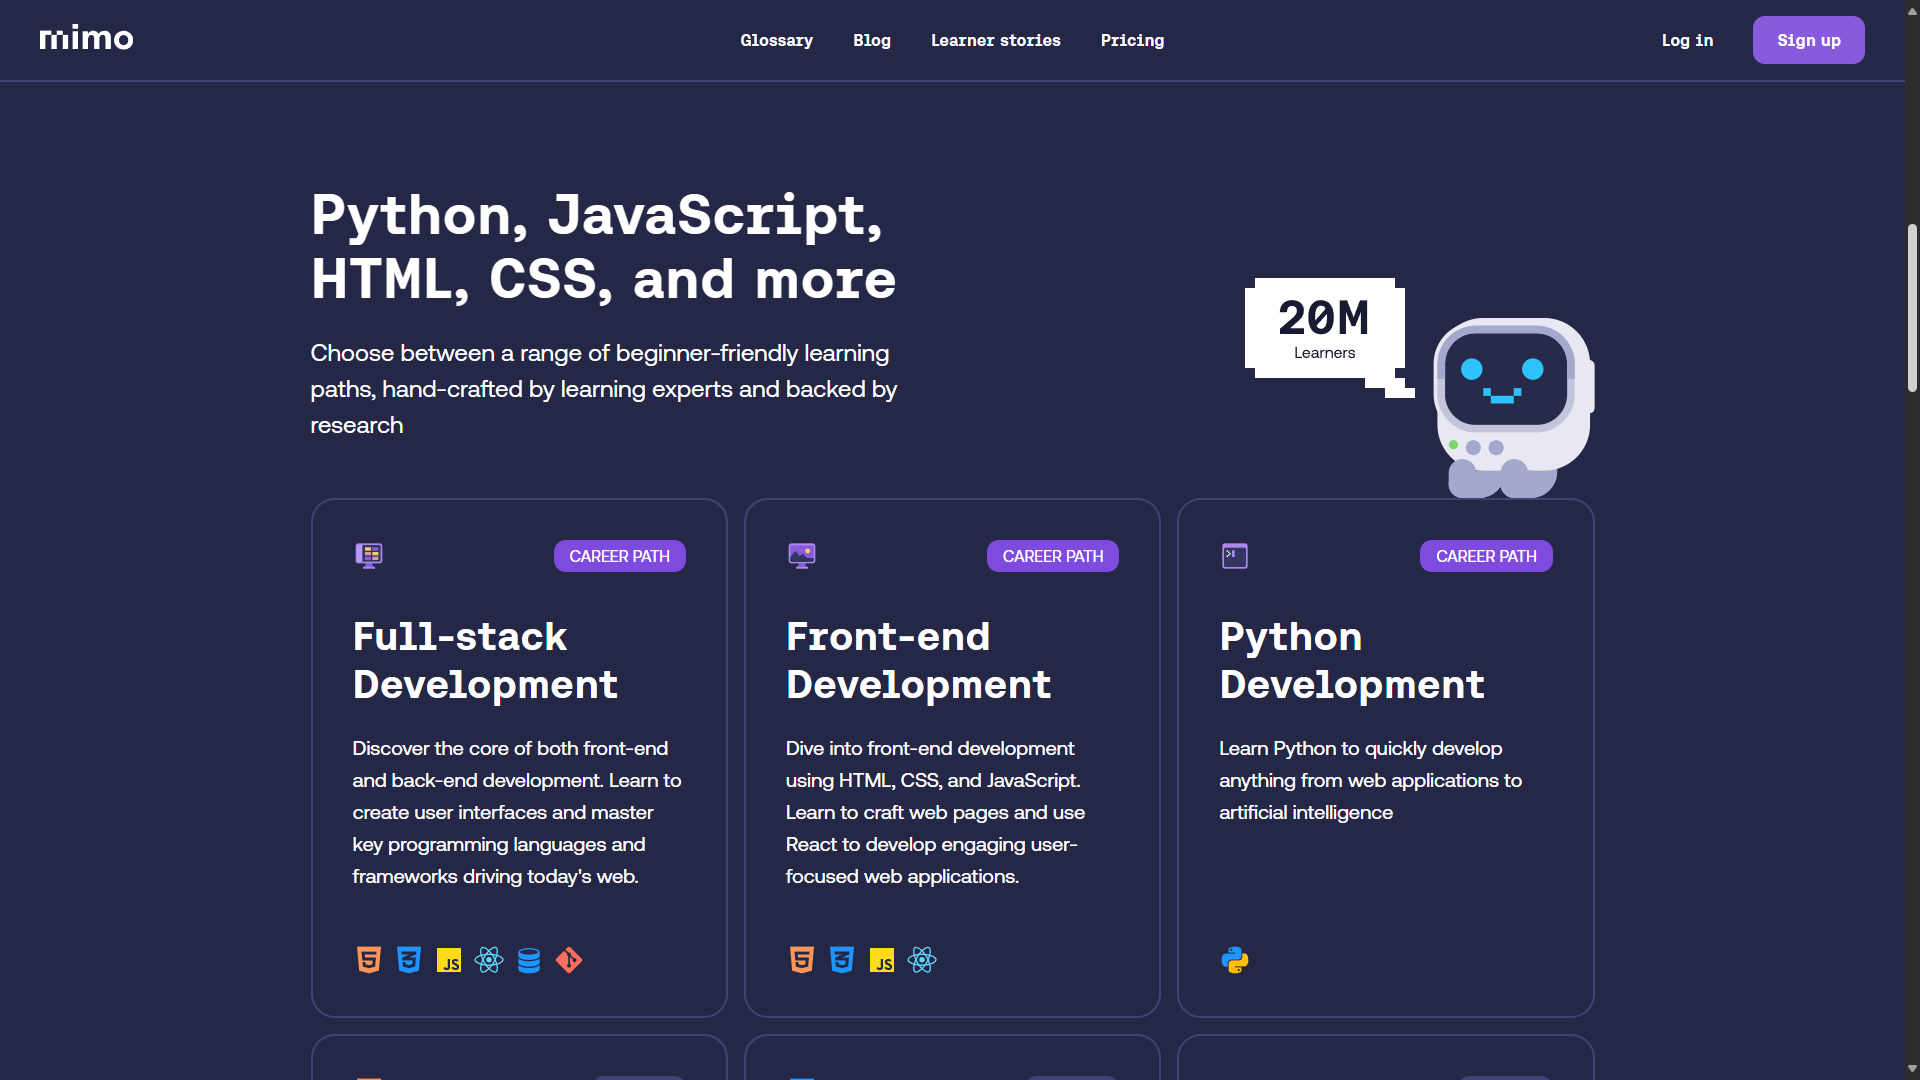 mimo
Glossary
Blog
Learner stories
Pricing
Log in
Sign up
Python, JavaScript,
HTML, CSS, and more
Choose between a range of beginner-friendly learning
paths, hand-crafted by learning experts and backed by
research
20M
Learners
CAREER PATH
Full-stack
Development
Discover the core of both front-end
and back-end development. Learn to
create user interfaces and master
key programming languages and
frameworks driving today's web.
JS
CAREER PATH
Front-end
Development
Dive into front-end development
using HTML, CSS, and JavaScript.
Learn to craft web pages and use
React to develop engaging user-
focused web applications.
JS
CAREER PATH
Python
Development
Learn Python to quickly develop
anything from web applications to
artificial intelligence